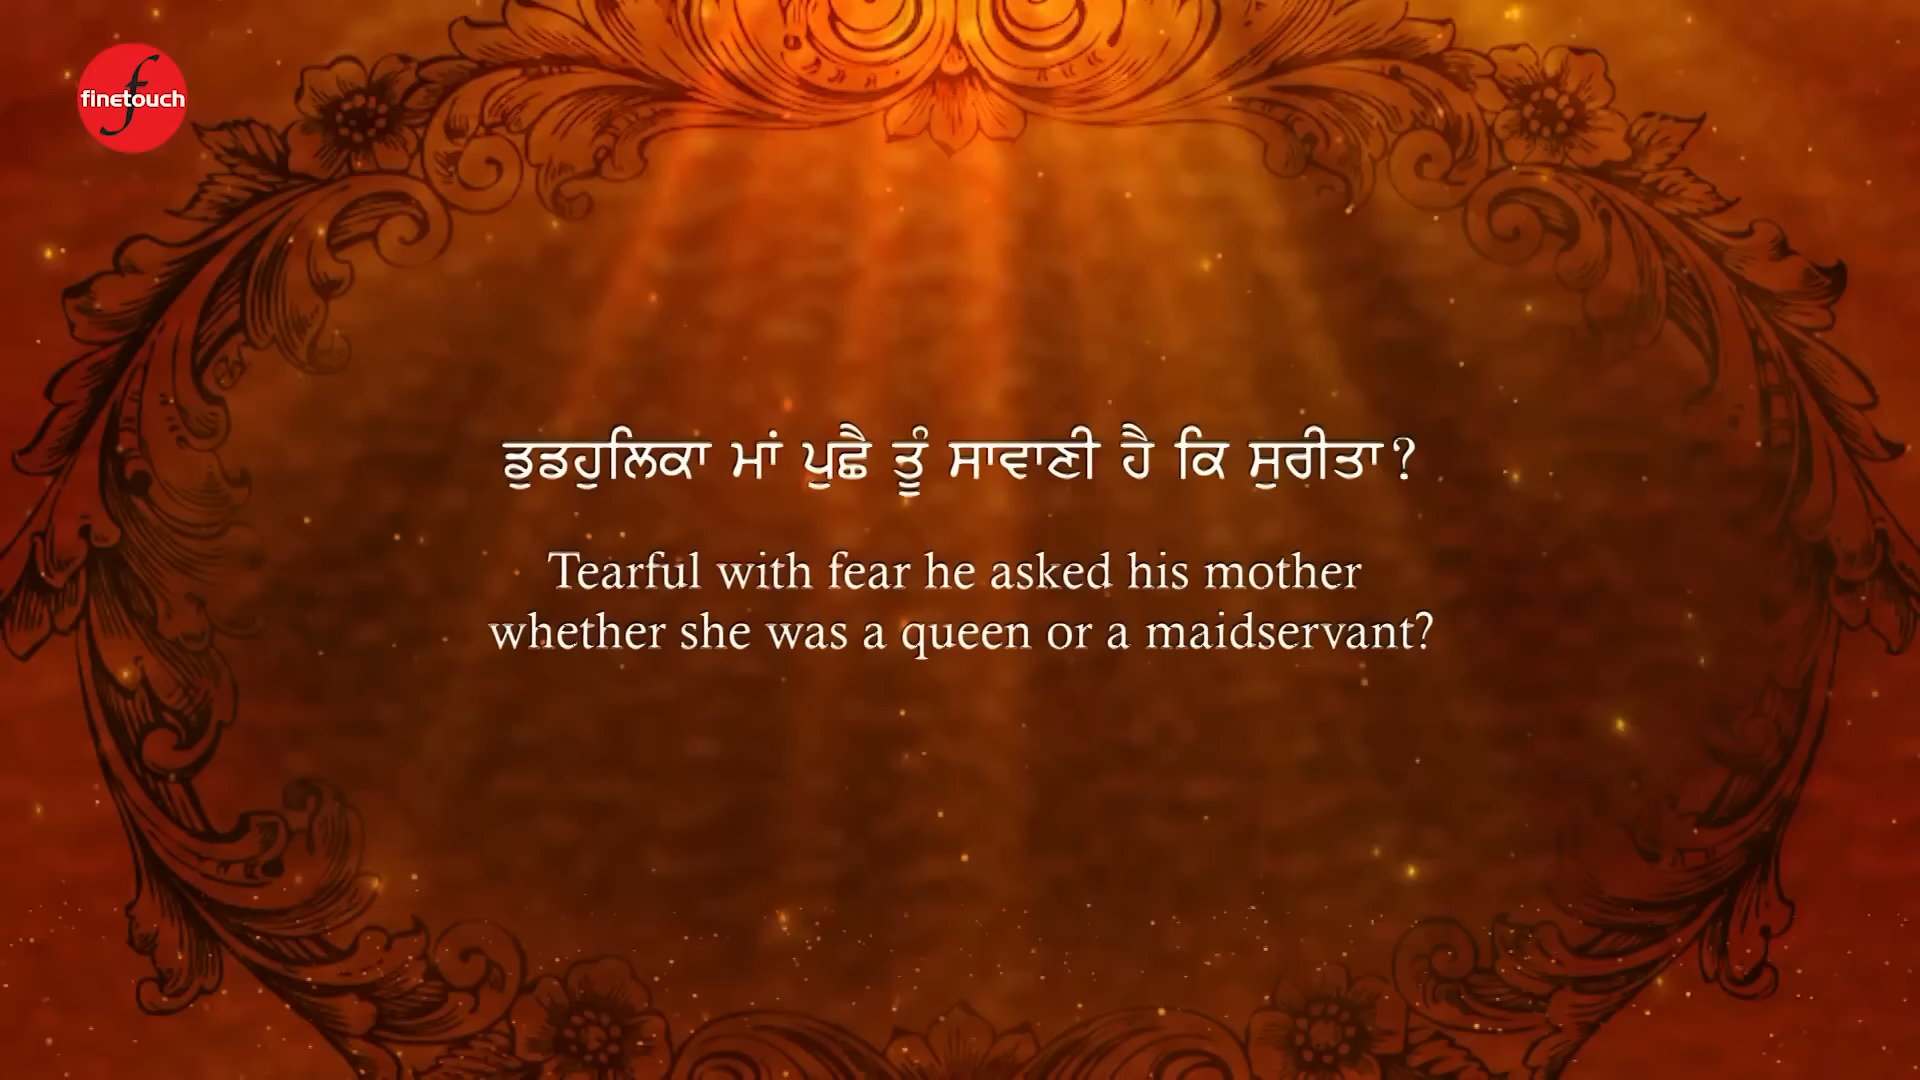 finetouch
ਡੁਡਹੁਲਿਕਾ ਮਾਂ ਪੁਛੈ ਤੂੰ ਸਾਵਾਣੀ ਹੈ ਕਿ ਸੁਰੀਤਾ?
Tearful with fear he asked his mother
whether she was a queen or a maidservant?